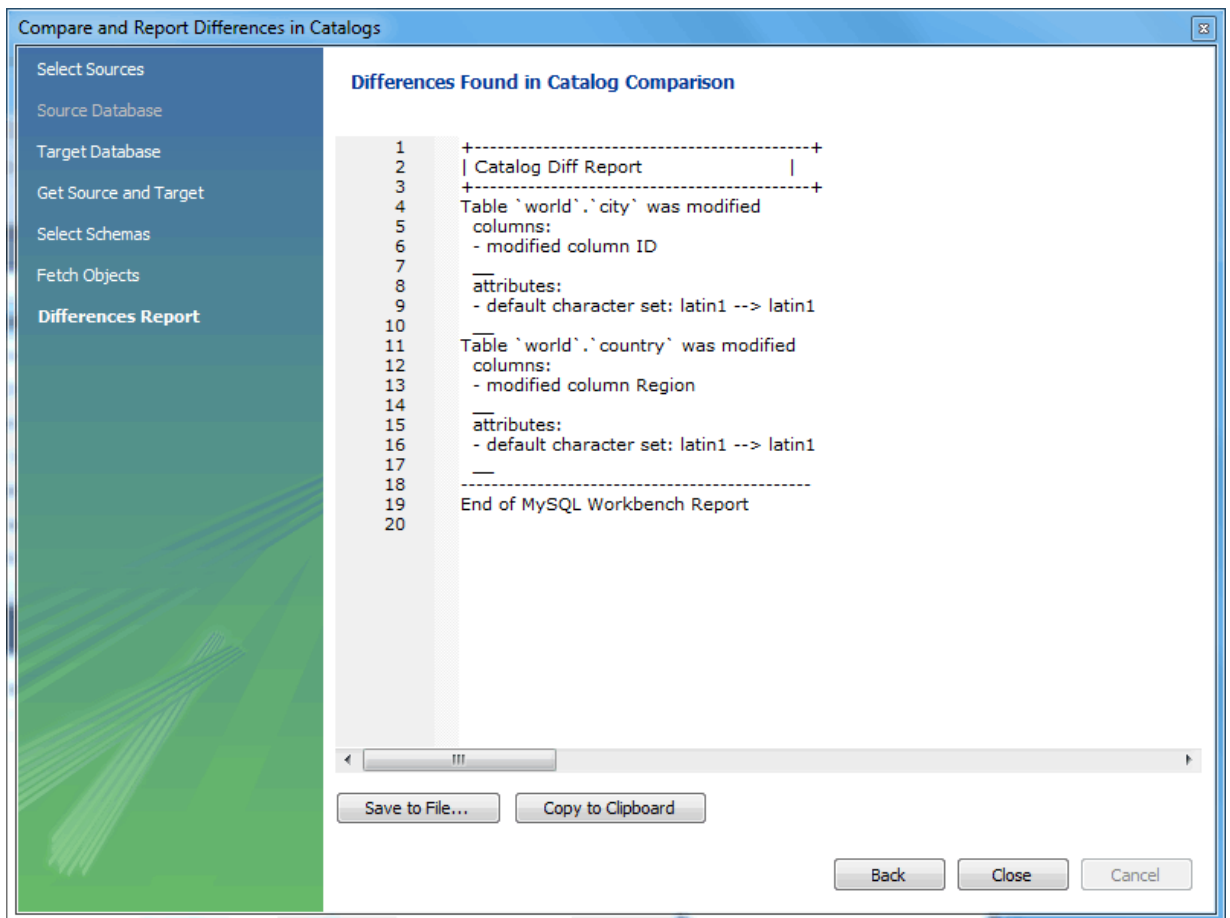 Compare and Report Differences in Catalogs
Select Sources
Source Database
Target Database
Get Source and Target
Select Schemas
Fetch Objects
Differences Report
Differences Found in Catalog Comparison
1 +--------------------------------------------+
2 | Catalog Diff Report |
3 +--------------------------------------------+
4 Table `world`.`city` was modified
5 columns:
6 - modified column ID
7 __
8 attributes:
9 - default character set: latin1 --> latin1
10 __
11 Table `world`.`country` was modified
12 columns:
13 - modified column Region
14 __
15 attributes:
16 - default character set: latin1 --> latin1
17 __
18 ----------------------------------------------
19 End of MySQL Workbench Report
20
Save to File... Copy to Clipboard
Back Close Cancel